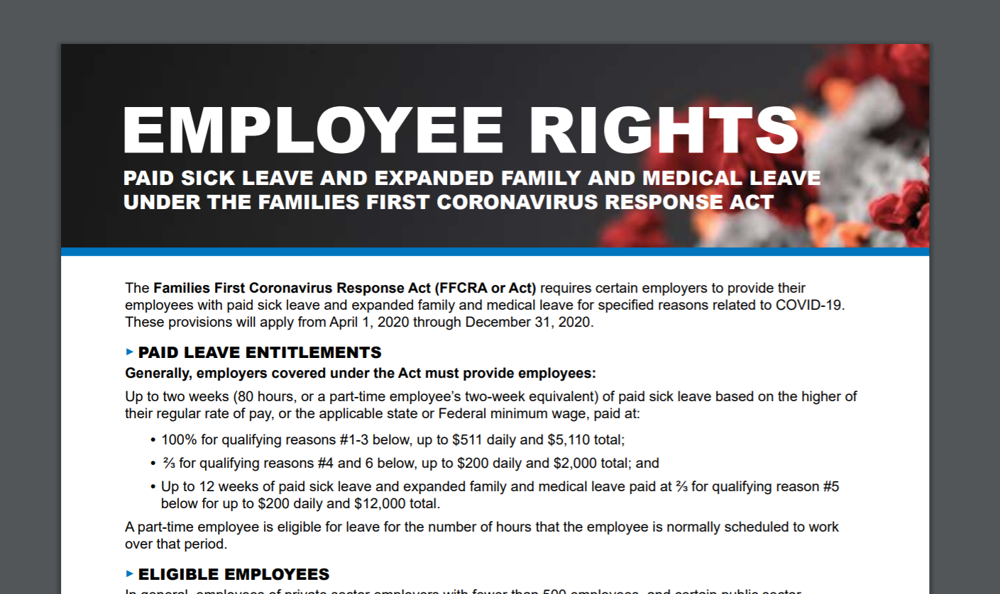 EMPLOYEE RIGHTS
PAID SICK LEAVE AND EXPANDED FAMILY AND MEDICAL LEAVE
UNDER THE FAMILIES FIRST CORONAVIRUS RESPONSE ACT
The Families First Coronavirus Response Act (FFCRA or Act) requires certain employers to provide their
employees with paid sick leave and expanded family and medical leave for specified reasons related to COVID-19.
These provisions will apply from April 1, 2020 through December 31, 2020.
► PAID LEAVE ENTITLEMENTS
Generally, employers covered under the Act must provide employees:
Up to two weeks (80 hours, or a part-time employee’s two-week equivalent) of paid sick leave based on the higher of
their regular rate of pay, or the applicable state or Federal minimum wage, paid at:
• 100% for qualifying reasons #1-3 below, up to $511 daily and $5,110 total;
• ⅔ for qualifying reasons #4 and 6 below, up to $200 daily and $2,000 total; and
• Up to 12 weeks of paid sick leave and expanded family and medical leave paid at ⅔ for qualifying reason #5
below for up to $200 daily and $12,000 total.
A part-time employee is eligible for leave for the number of hours that the employee is normally scheduled to work
over that period.
► ELIGIBLE EMPLOYEES
In general, employees of private sector employers with fewer than 500 employees, and certain public sector